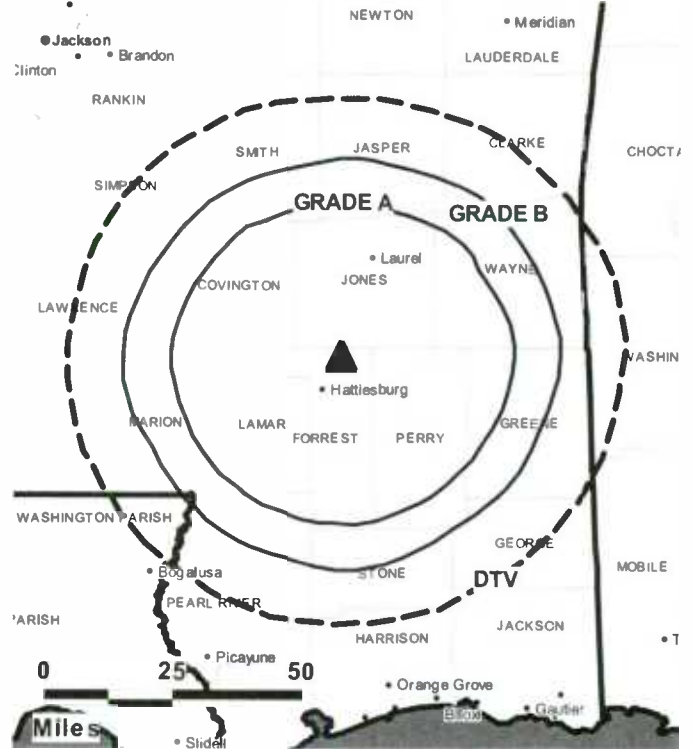 NEWTON
Meridian
Jackson
Brandon
LAUDERDALE
Clinton
RANKIN
SMITH
JASPER
CLARKE
CHOCTA
SIMPSON
GRADE A
GRADE B
Laurel
WAYNE
COVINGTON
JONES
LAWRENCE
WASHIN
Hattiesburg
MARION
LAMAR
GREENE
FORREST
PERRY
WASHINGTON PARISH
GEORGE
MOBILE
Bogalusa
STONE
DTV
PEARL RIVER
PARISH
JACKSON
HARRISON
T
Picayune
0 25 50
Orange Grove
Biloxi
Gautier
Miles
Slidell